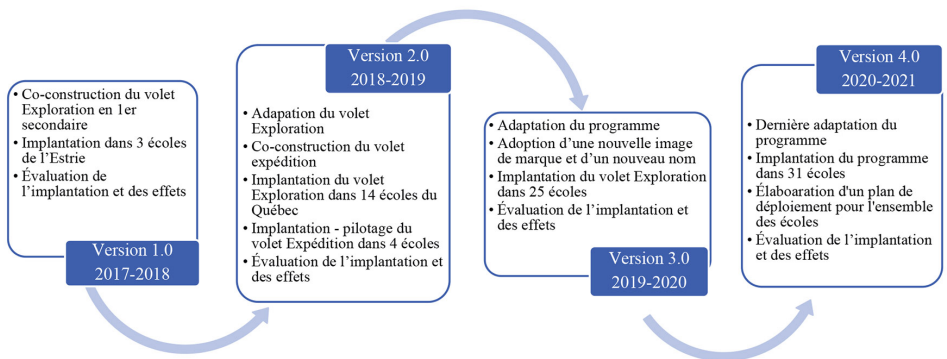 • Co-construction du volet
Exploration en 1er
secondaire
• Implantation dans 3 écoles
de l'Estrie
• Évaluation de
l'implantation et des effets
Version 1.0
2017-2018
Version 2.0
2018-2019
• Adapation du volet
Exploration
• Co-construction du volet
expédition
• Implantation du volet
Exploration dans 14 écoles du
Québec
• Implantation - pilotage du
volet Expédition dans 4 écoles
• Évaluation de l'implantation et
des effets
• Adaptation du programme
• Adoption d'une nouvelle image
de marque et d'un nouveau nom
• Implantation du volet Exploration
dans 25 écoles
• Évaluation de l'implantation et
des effets
Version 3.0
2019-2020
Version 4.0
2020-2021
• Dernière adaptation du
programme
• Implantation du programme
dans 31 écoles
• Élaboaration d'un plan de
déploiement pour l'ensemble
des écoles
• Évaluation de l'implantation
et des effets